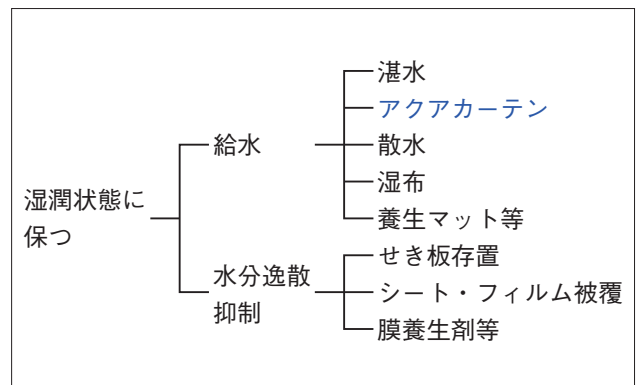 湿潤状態に
保つ
給水
湛水
アクアカーテン
散水
湿布
養生マット等
水分逸散
抑制
せき板存置
シート・フィルム被覆
膜養生剤等